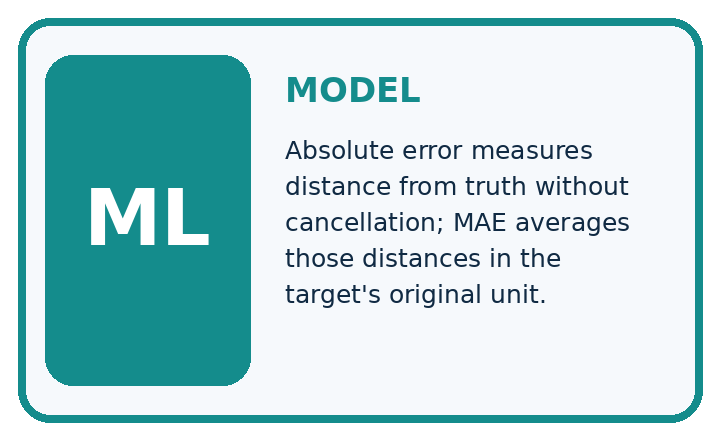 ML
MODEL
Absolute error measures
distance from truth without
cancellation; MAE averages
those distances in the
target's original unit.